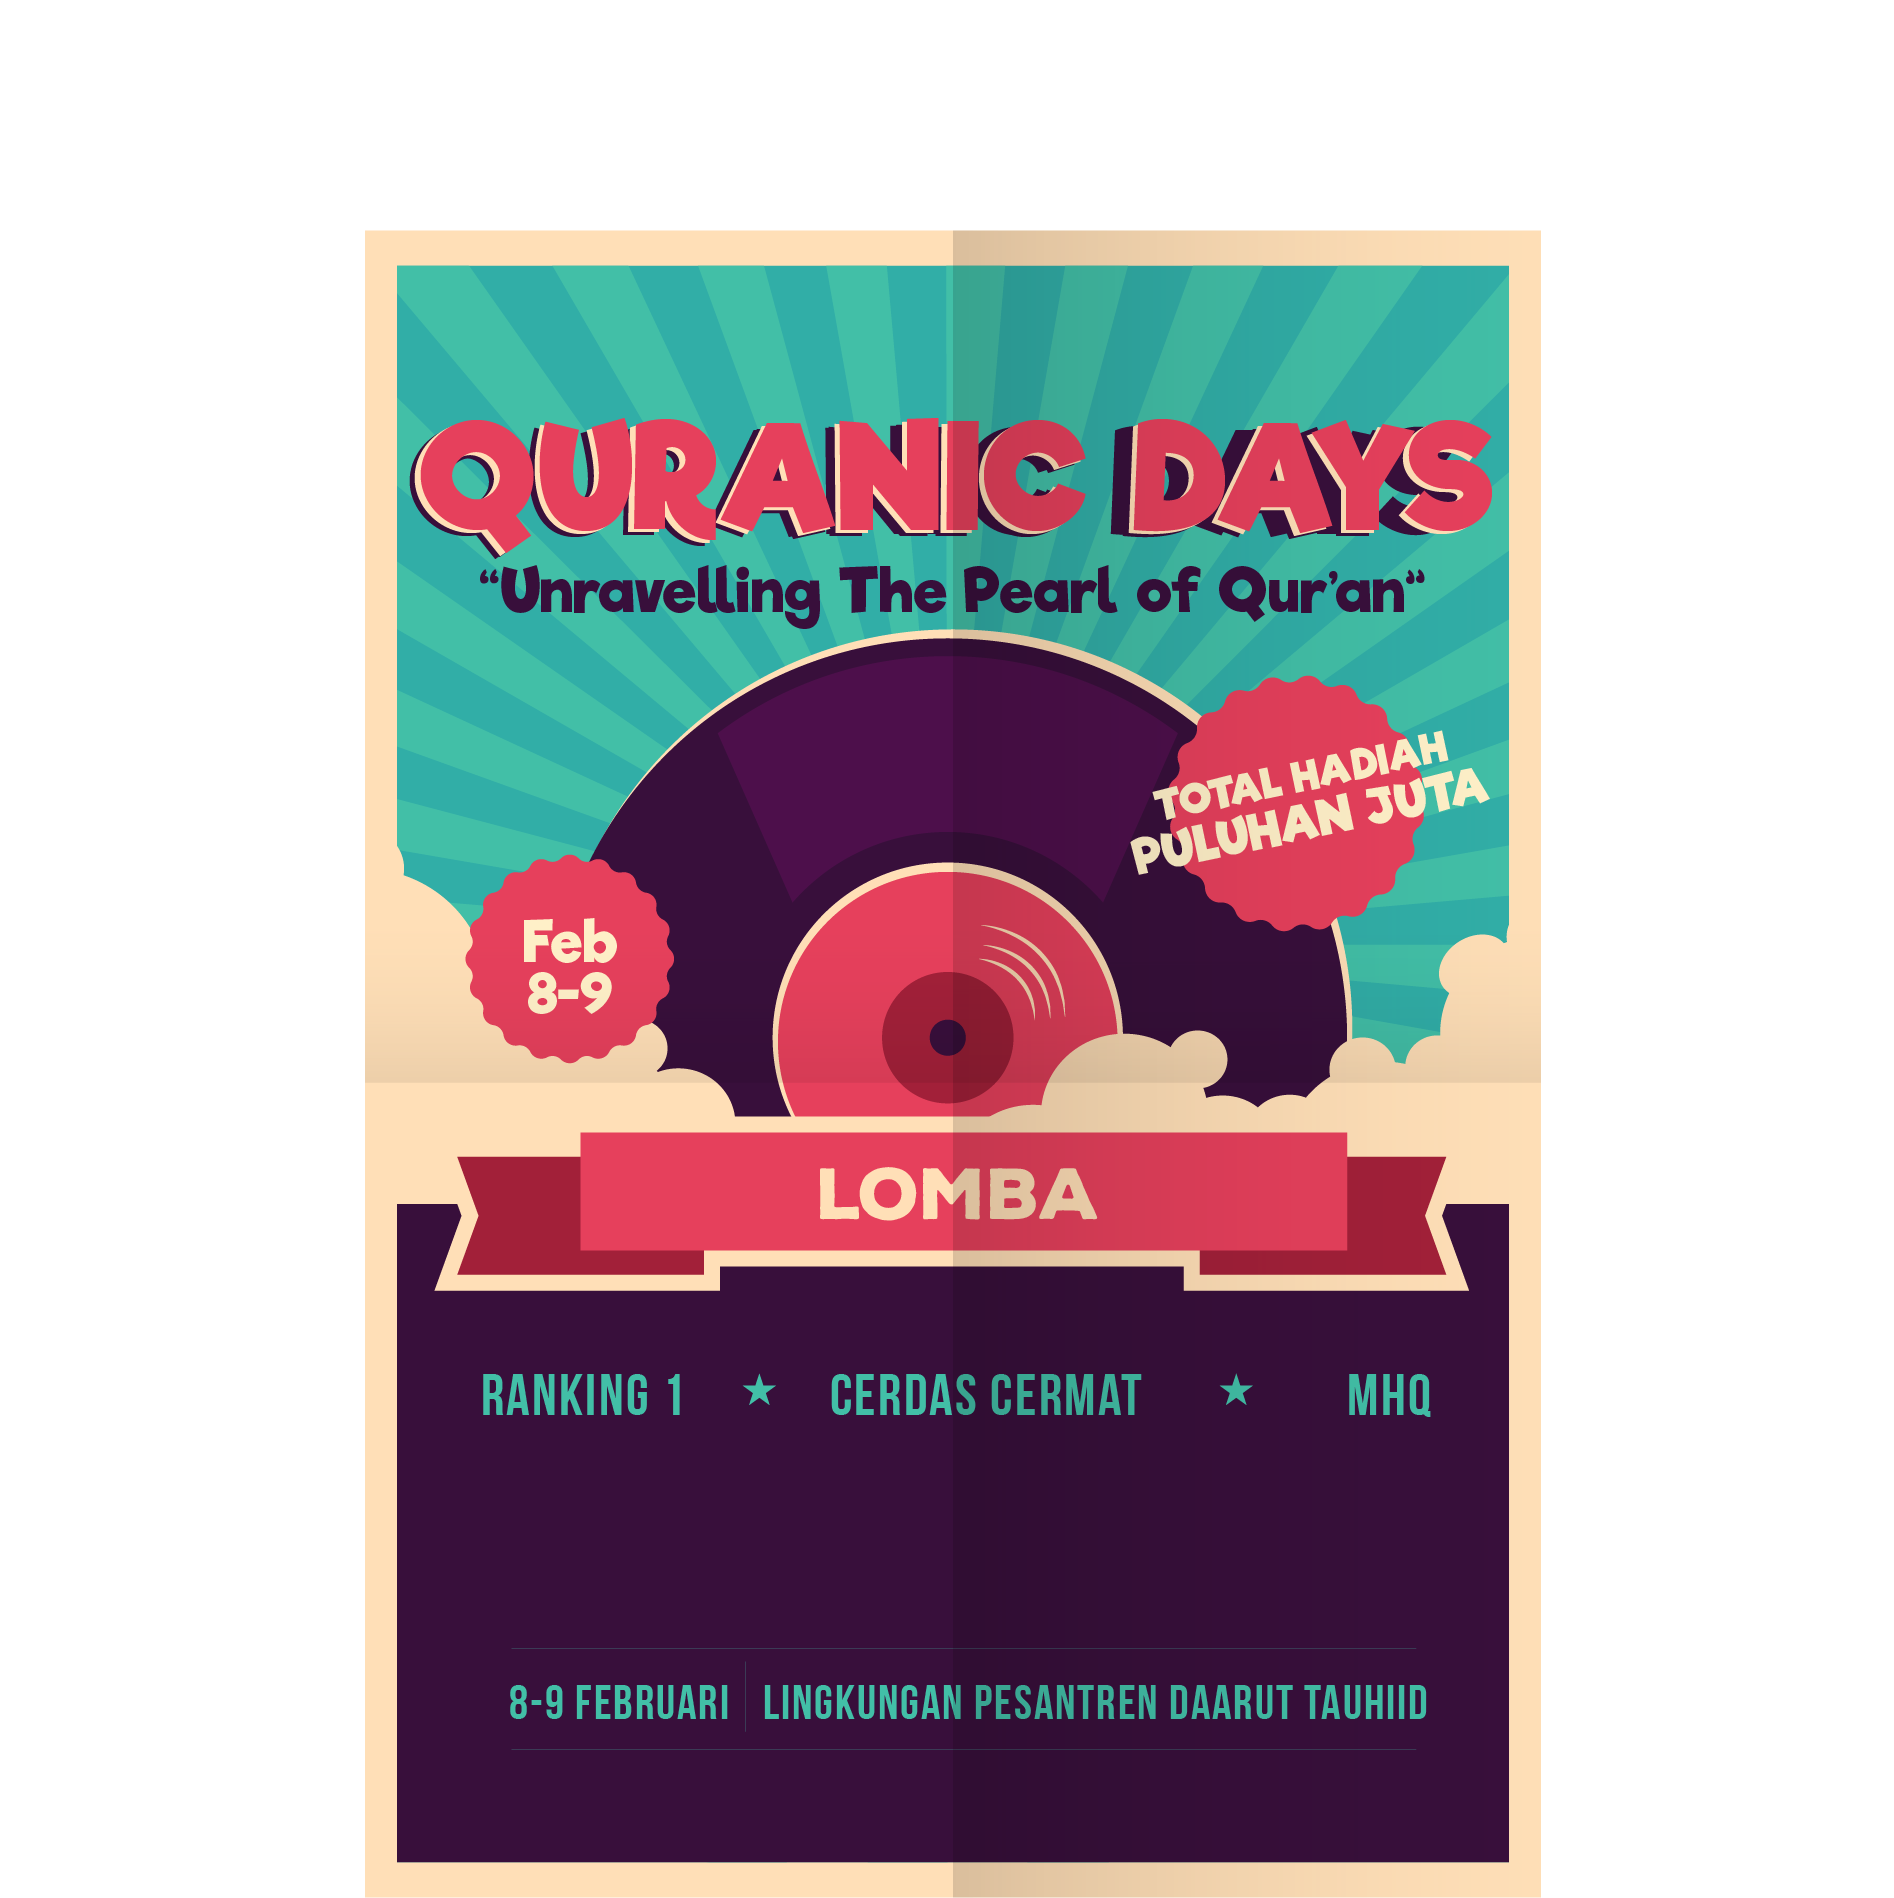 QURANIC DAYS
“Unravelling The Pearl of Qur’an“
TOTAL HADIAH
PULUHAN JUTA
Feb
8-9
LOMBA
RANKING 1 ★ CERDAS CERMAT ★ MHQ
8-9 FEBRUARI LINGKUNGAN PESANTREN DAARUT TAUHIID